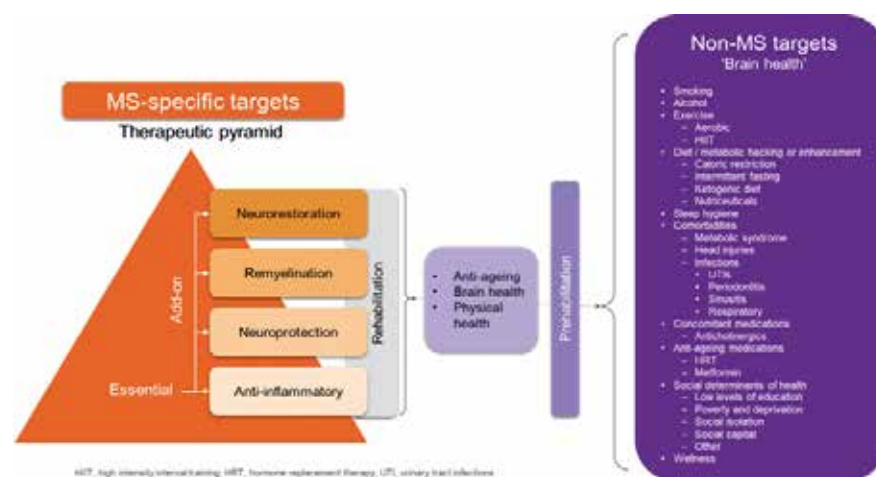 MS-specific targets
Therapeutic pyramid
Neurorestoration
Remyelination
Neuroprotection
Anti-inflammatory
Add-on
Essential
Rehabilitation
• Anti-ageing
• Brain health
• Physical
health
Prehabilitation
Non-MS targets
'Brain health'
• Smoking
• Alcohol
• Exercise
– Aerobic
– HIIT
• Diet / metabolic hacking or enhancement
– Caloric restriction
– Intermittent fasting
– Ketogenic diet
– Nutriceuticals
• Sleep hygiene
• Comorbidities
– Metabolic syndrome
– Head injuries
– Infections
• UTIs
• Periodontitis
• Sinusitis
• Respiratory
• Concomitant medications
– Anticholinergics
• Anti-ageing medications
– HRT
– Metformin
• Social determinants of health
– Low levels of education
– Poverty and deprivation
– Social isolation
– Social capital
– Other
• Wellness
HIIT, high intensity interval training; HRT, hormone replacement therapy; UTI, urinary tract infections